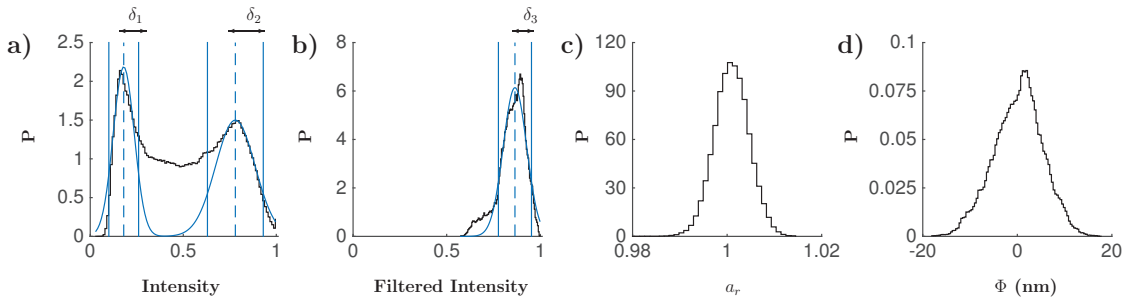 δ₁ δ₂ δ₃
a) b) c) d)
2.5 8 120 0.1
2 6 90 0.075
1.5
P P P P
4 60 0.05
1
2 30 0.025
0.5
0 0 0 0
0 0.5 1 0 0.5 1 0.98 1 1.02 -20 0 20
Intensity Filtered Intensity aᵣ Φ (nm)